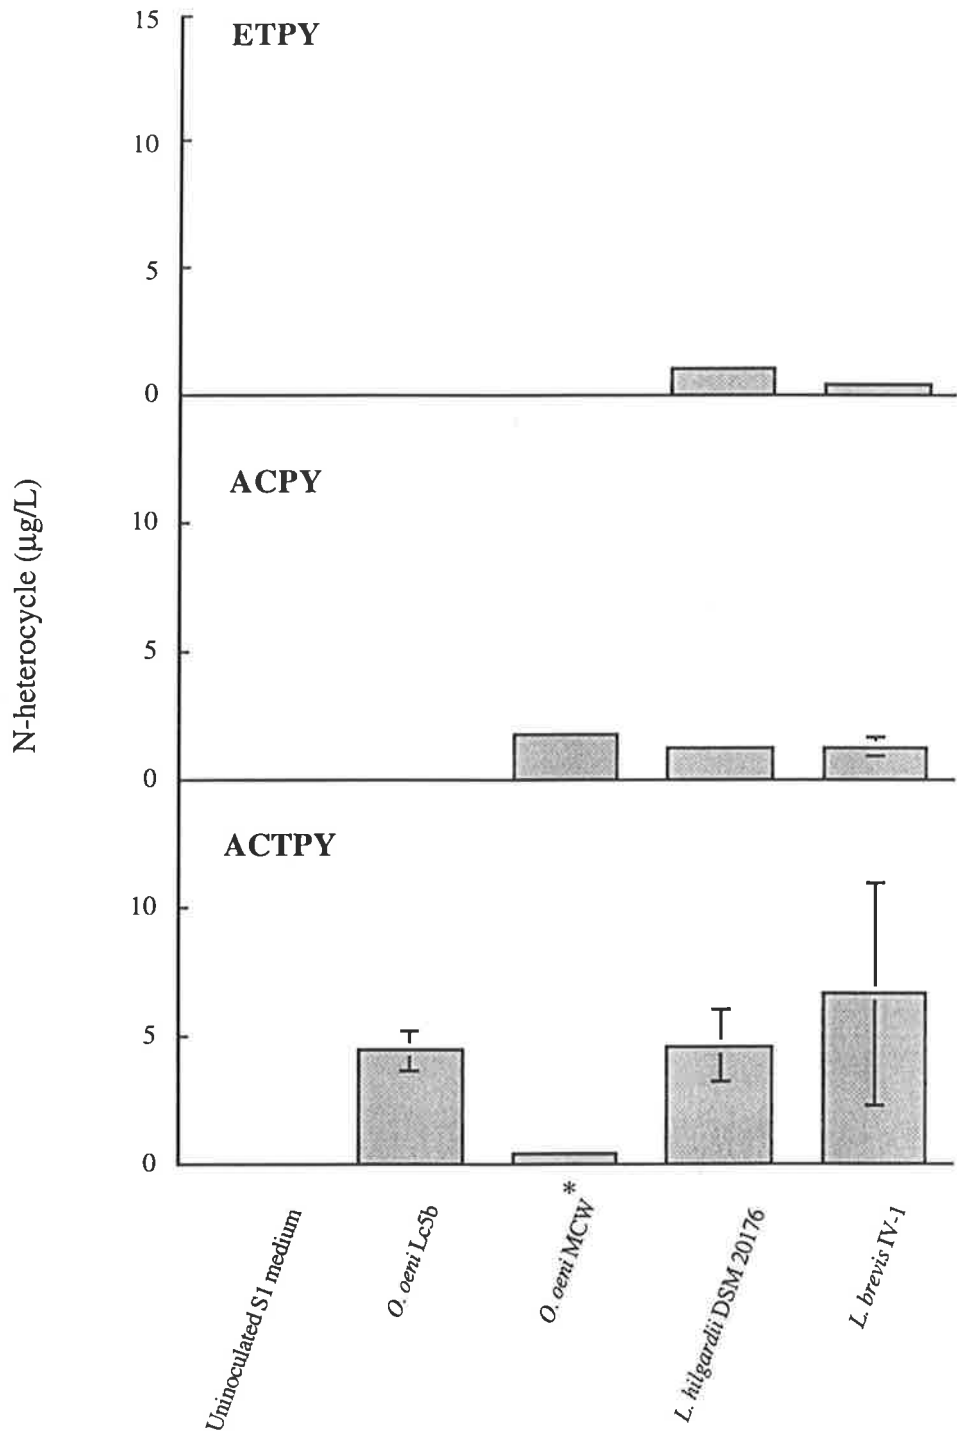 15
ETPY
10
5
0
ACPY
10
5
0
N-heterocycle (µg/L)
ACTPY
10
5
0
*
Uninoculated S1 medium
O. oeni Lc5b
O. oeni MCW
L. hilgardii DSM 20176
L. brevis IV-1